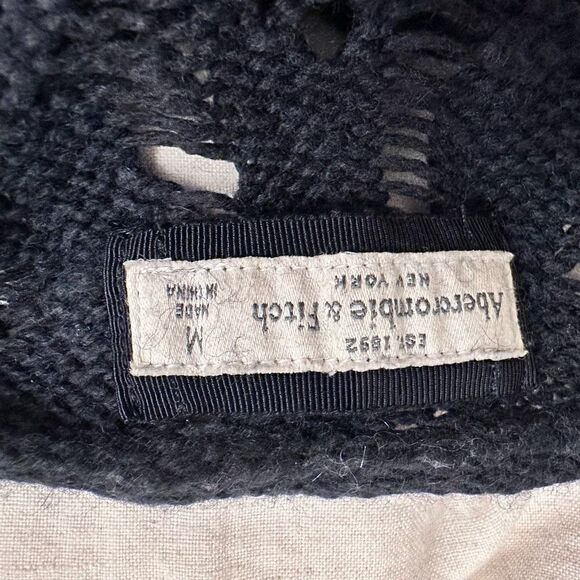 EST. 1892
Abercrombie & Fitch
NEW YORK
M
MADE
IN CHINA